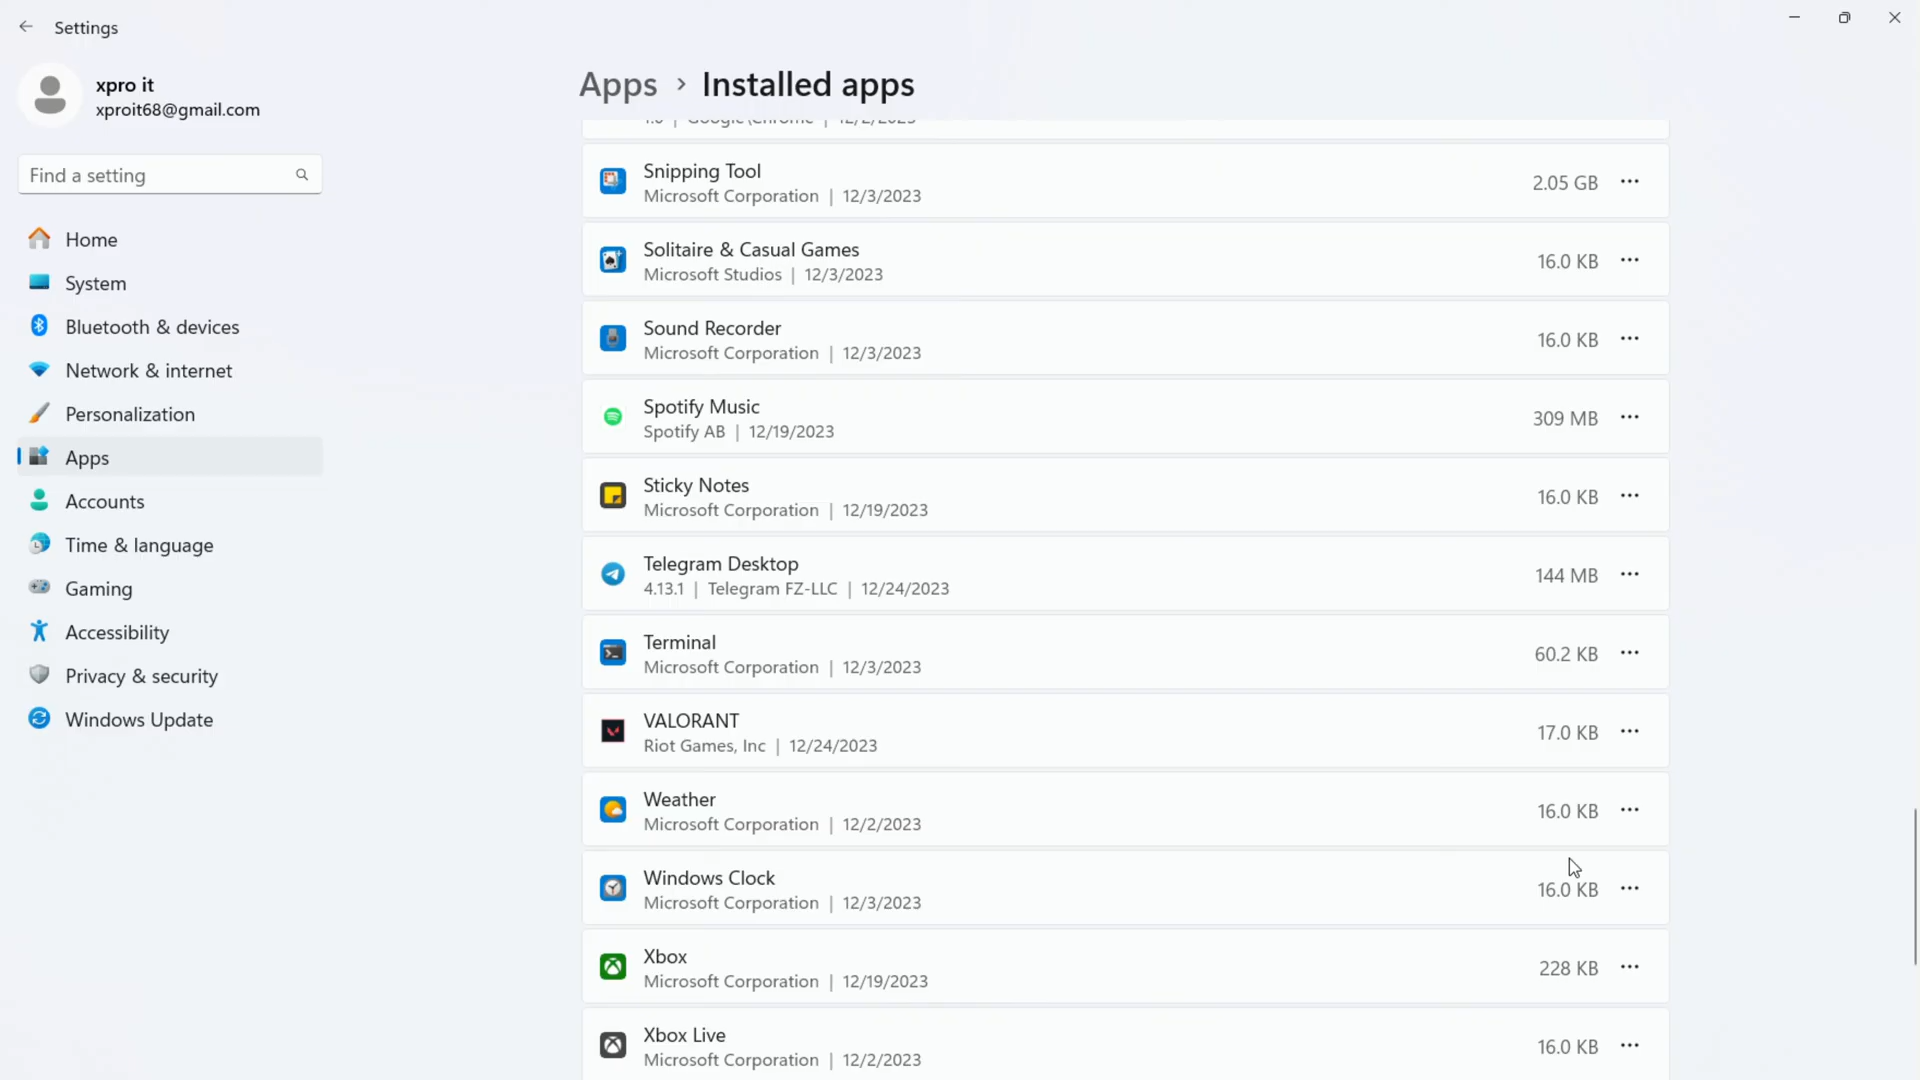 Settings
xpro it
xproit68@gmail.com
Find a setting
Home
System
Bluetooth & devices
Network & internet
Personalization
Apps
Accounts
Time & language
Gaming
Accessibility
Privacy & security
Windows Update
Apps > Installed apps
1.0 | Google\Chrome | 12/2/2023
Snipping Tool
Microsoft Corporation | 12/3/2023
2.05 GB
Solitaire & Casual Games
Microsoft Studios | 12/3/2023
16.0 KB
Sound Recorder
Microsoft Corporation | 12/3/2023
16.0 KB
Spotify Music
Spotify AB | 12/19/2023
309 MB
Sticky Notes
Microsoft Corporation | 12/19/2023
16.0 KB
Telegram Desktop
4.13.1 | Telegram FZ-LLC | 12/24/2023
144 MB
Terminal
Microsoft Corporation | 12/3/2023
60.2 KB
VALORANT
Riot Games, Inc | 12/24/2023
17.0 KB
Weather
Microsoft Corporation | 12/2/2023
16.0 KB
Windows Clock
Microsoft Corporation | 12/3/2023
16.0 KB
Xbox
Microsoft Corporation | 12/19/2023
228 KB
Xbox Live
Microsoft Corporation | 12/2/2023
16.0 KB